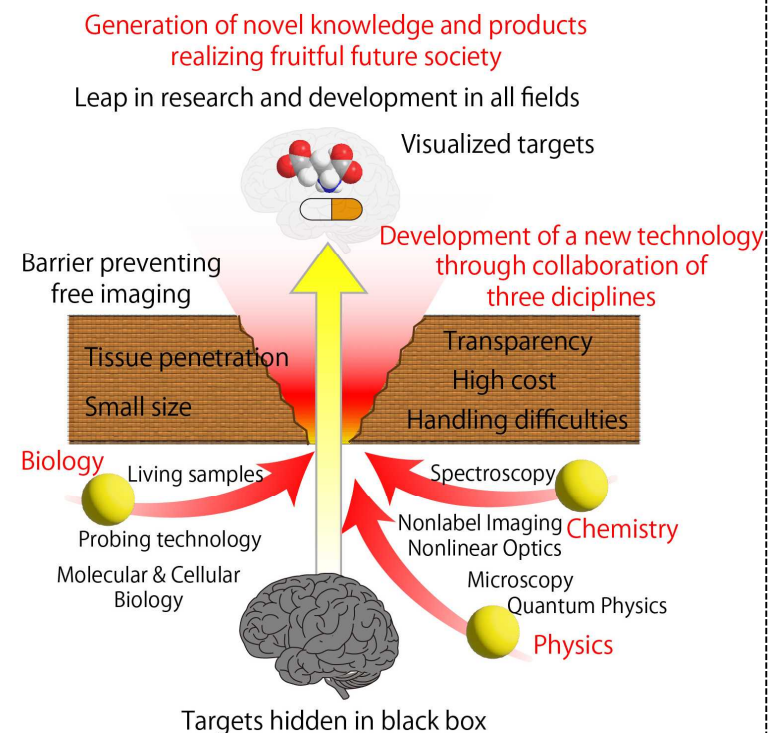 Generation of novel knowledge and products
realizing fruitful future society
Leap in research and development in all fields
Visualized targets
Development of a new technology
through collaboration of
three diciplines
Barrier preventing
free imaging
Tissue penetration
Small size
Transparency
High cost
Handling difficulties
Biology
Living samples
Probing technology
Molecular & Cellular
Biology
Spectroscopy
Chemistry
Nonlabel Imaging
Nonlinear Optics
Microscopy
Quantum Physics
Physics
Targets hidden in black box